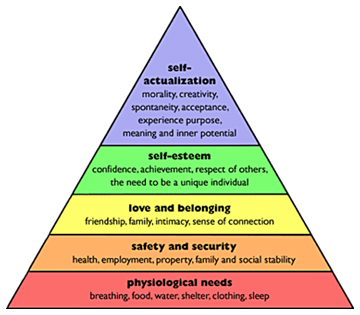 self-
actualization
morality, creativity,
spontaneity, acceptance,
experience purpose,
meaning and inner potential
self-esteem
confidence, achievement, respect of others,
the need to be a unique individual
love and belonging
friendship, family, intimacy, sense of connection
safety and security
health, employment, property, family and social stability
physiological needs
breathing, food, water, shelter, clothing, sleep